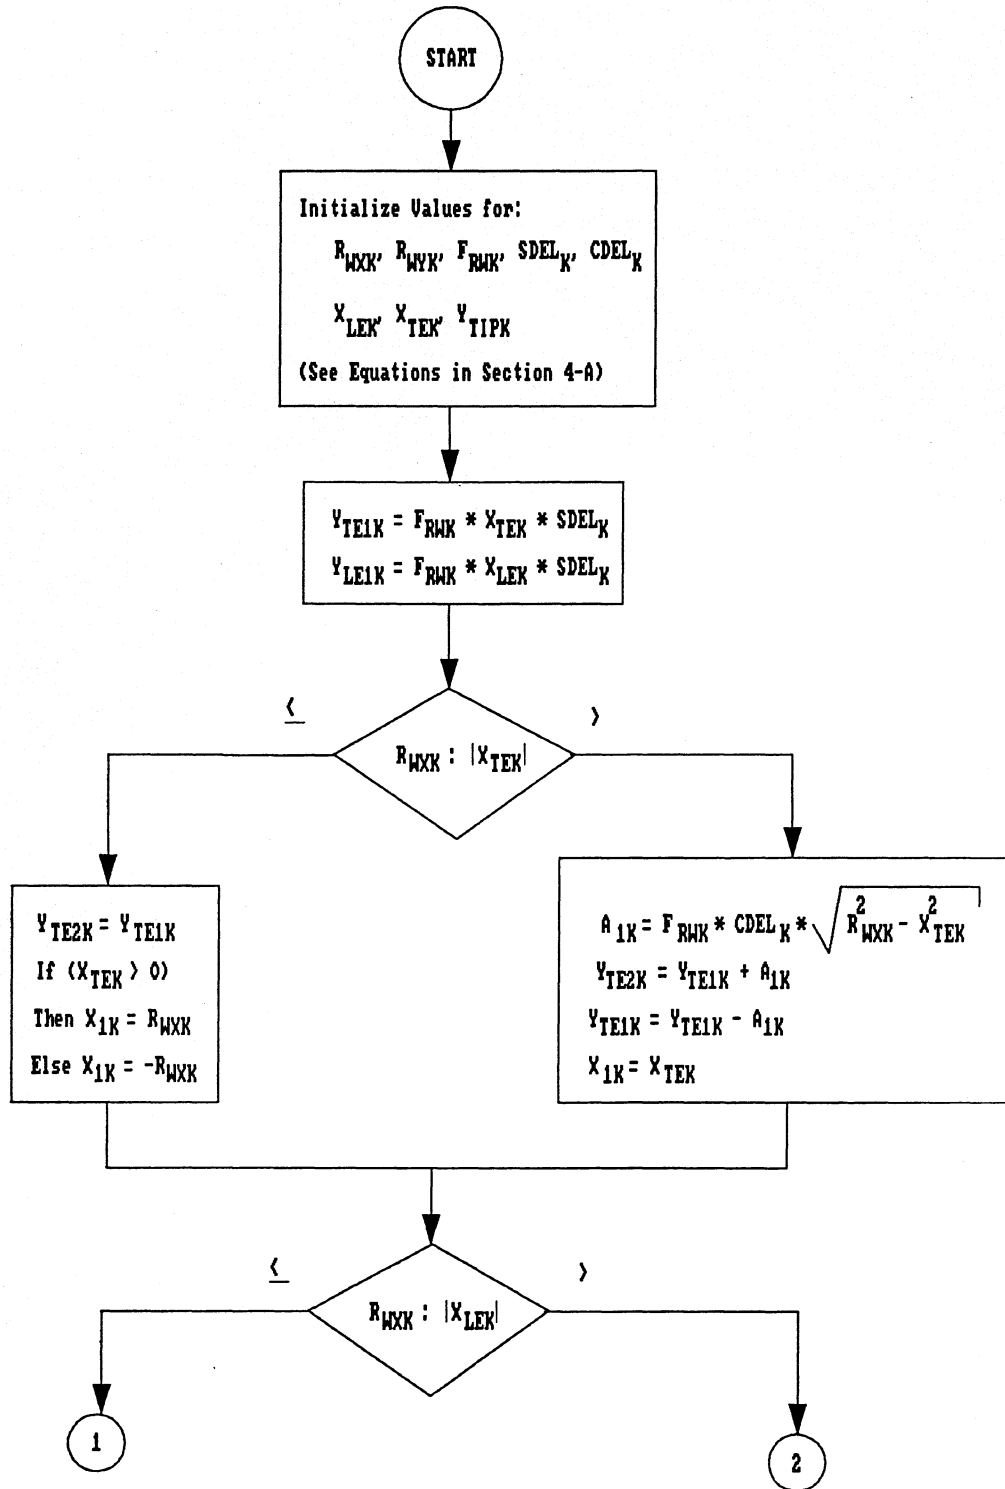 START
Initialize Values for:
R_WXK, R_WYK, F_RWK, SDEL_K, CDEL_K
X_LEK, X_TEK, Y_TIPK
(See Equations in Section 4-A)
Y_TE1K = F_RWK * X_TEK * SDEL_K
Y_LE1K = F_RWK * X_LEK * SDEL_K
≤
>
R_WXK : |X_TEK|
Y_TE2K = Y_TE1K
If (X_TEK > 0)
Then X_1K = R_WXK
Else X_1K = -R_WXK
A_1K = F_RWK * CDEL_K * √(R²_WXK - X²_TEK)
Y_TE2K = Y_TE1K + A_1K
Y_TE1K = Y_TE1K - A_1K
X_1K = X_TEK
≤
>
R_WXK : |X_LEK|
1
2